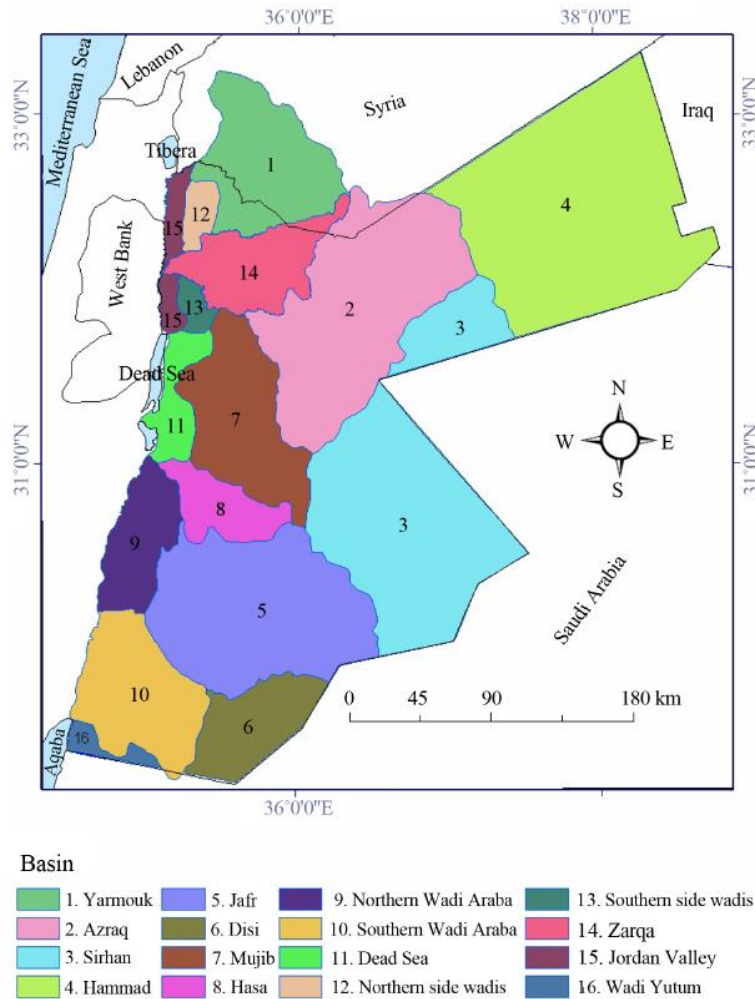 36°0'0"E 38°0'0"E
Mediterranean Sea
Lebanon
Syria
Iraq
33°0'0"N
33°0'0"N
Tibera
1
4
12
15
West Bank
14
2
13
15
3
Dead Sea
7
11
N
W E
S
31°0'0"N
31°0'0"N
8
3
9
5
Saudi Arabia
10
0 45 90 180 km
6
16
Aqaba
36°0'0"E 38°0'0"E
Basin
1. Yarmouk 5. Jafr 9. Northern Wadi Araba 13. Southern side wadis
2. Azraq 6. Disi 10. Southern Wadi Araba 14. Zarqa
3. Sirhan 7. Mujib 11. Dead Sea 15. Jordan Valley
4. Hammad 8. Hasa 12. Northern side wadis 16. Wadi Yutum